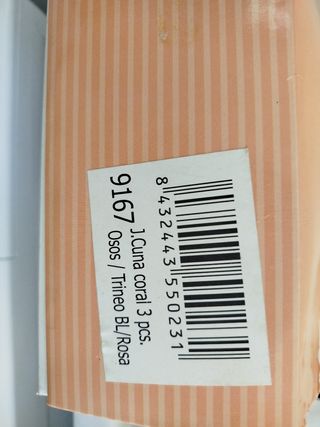 8 432443 550231
9167 J.Cuna coral 3 pcs.
Osos / Trineo BL/Rosa